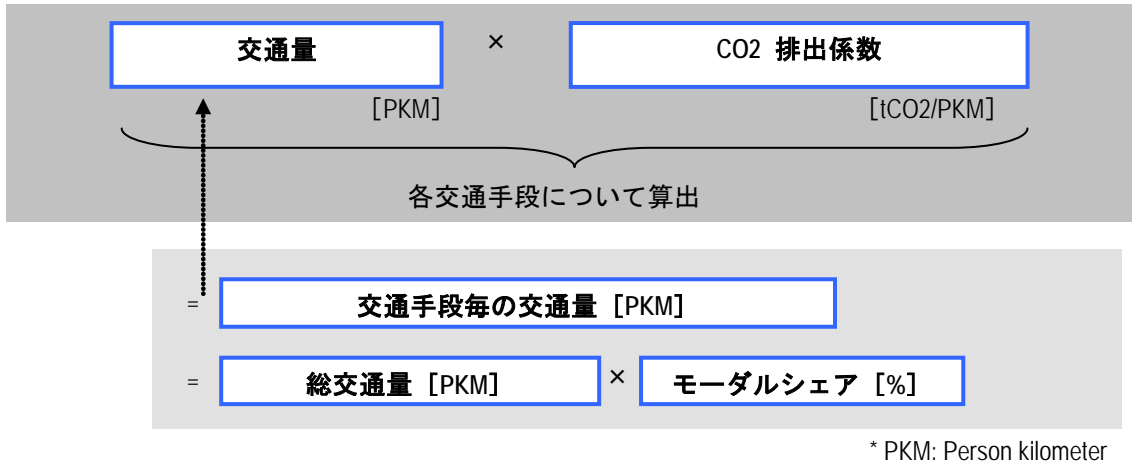 交通量 × CO2 排出係数
[PKM] [tCO2/PKM]
各交通手段について算出
= 交通手段毎の交通量 [PKM]
= 総交通量 [PKM] × モーダルシェア [%]
* PKM: Person kilometer